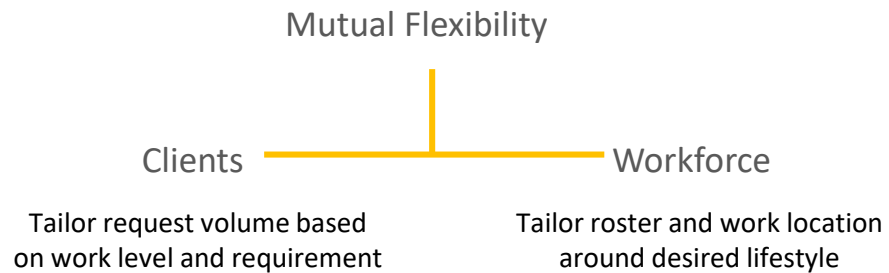 Mutual Flexibility
Clients
Workforce
Tailor request volume based
on work level and requirement
Tailor roster and work location
around desired lifestyle